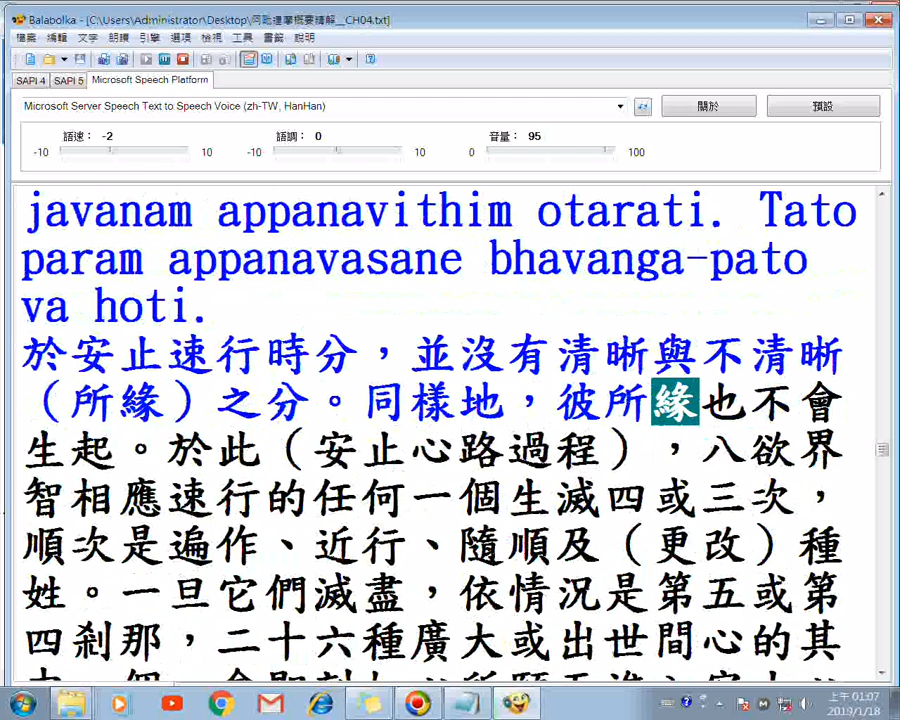 Balabolka - [C:\Users\Administrator\Desktop\阿毗達摩概要精解__CH04.txt]
檔案 編輯 文字 朗讀 引擎 選項 檢視 工具 書籤 說明
SAPI 4 SAPI 5 Microsoft Speech Platform
Microsoft Server Speech Text to Speech Voice (zh-TW, HanHan) 關於 預設
語速： -2 語調： 0 音量： 95
-10 10 -10 10 0 100
javanam appanavithim otarati. Tato
param appanavasane bhavanga-pato
va hoti.
於安止速行時分，並沒有清晰與不清晰
（所緣）之分。同樣地，彼所緣也不會
生起。於此（安止心路過程），八欲界
智相應速行的任何一個生滅四或三次，
順次是遍作、近行、隨順及（更改）種
姓。一旦它們滅盡，依情況是第五或第
四剎那，二十六種廣大或出世間心的其
上午 01:07
2019/1/18